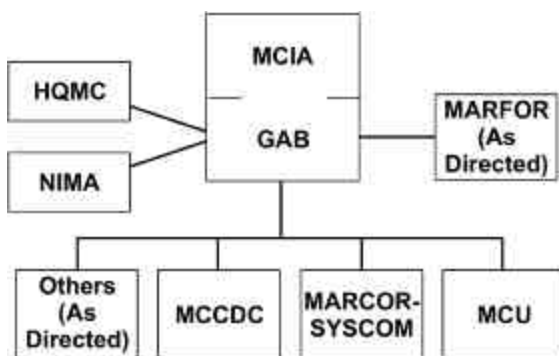 MCIA
HQMC
GAB
NIMA
MARFOR
(As
Directed)
Others
(As
Directed)
MCCDC
MARCOR-
SYSCOM
MCU